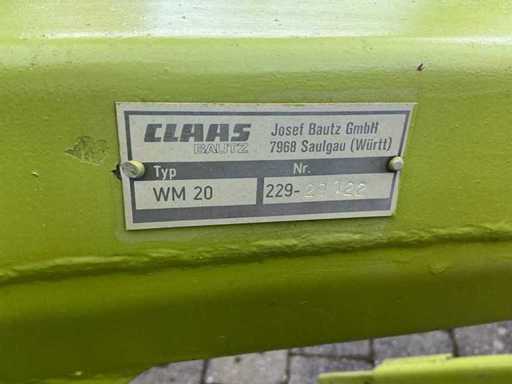 CLAAS
BAUTZ
Josef Bautz GmbH
7968 Saulgau (Württ)
Typ
Nr.
WM 20
229-